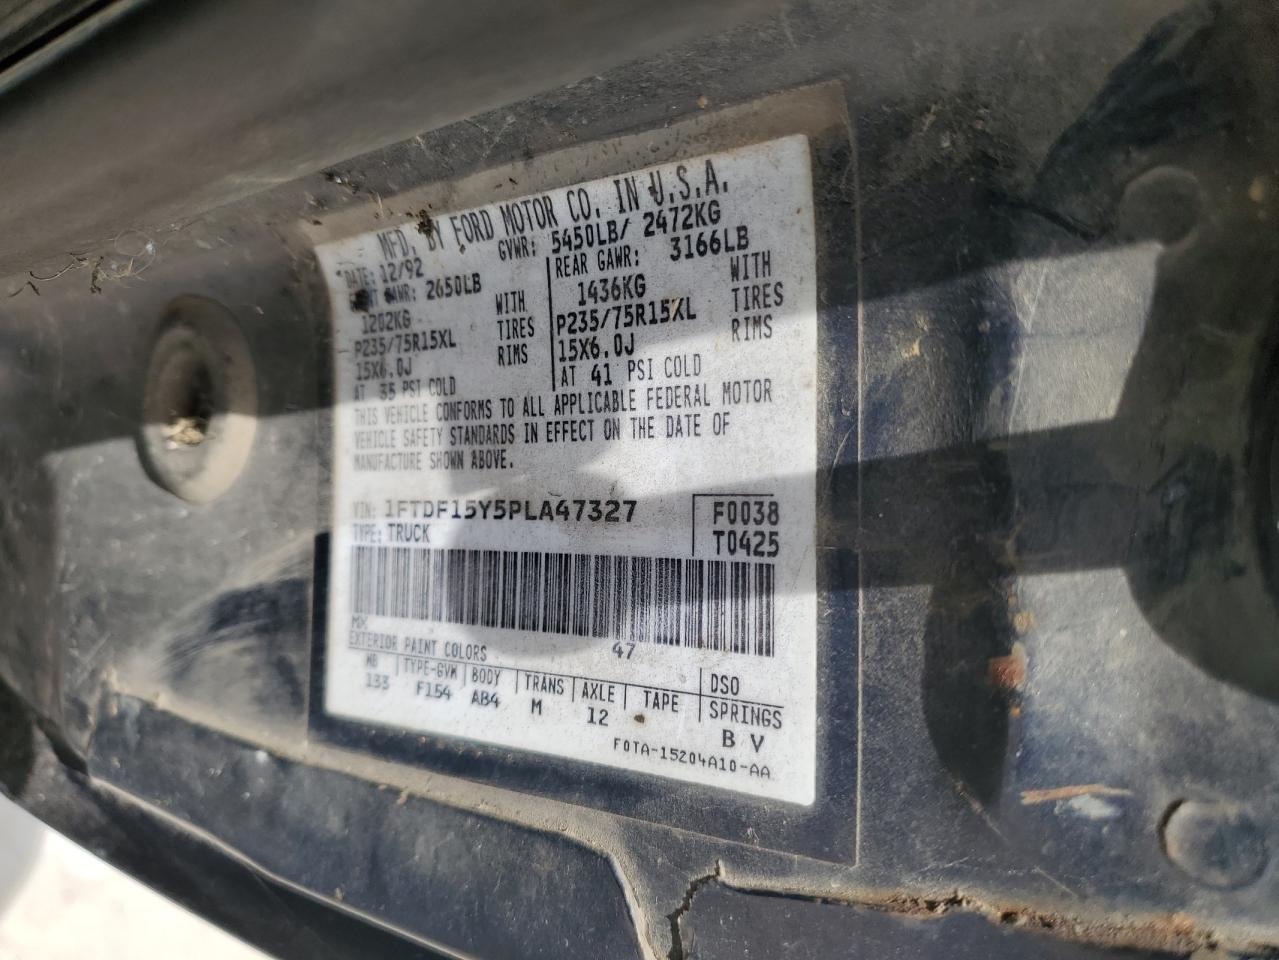 MFD. BY FORD MOTOR CO. IN U.S.A.
DATE: 12/92 GVWR: 5450LB/ 2472KG
FRONT GAWR: 2650LB REAR GAWR: 3166LB
1202KG WITH 1436KG WITH
P235/75R15XL TIRES P235/75R15XL TIRES
15X6.0J RIMS 15X6.0J RIMS
AT 35 PSI COLD AT 41 PSI COLD
THIS VEHICLE CONFORMS TO ALL APPLICABLE FEDERAL MOTOR
VEHICLE SAFETY STANDARDS IN EFFECT ON THE DATE OF
MANUFACTURE SHOWN ABOVE.
VIN: 1FTDF15Y5PLA47327 F0038
TYPE: TRUCK T0425
MX
EXTERIOR PAINT COLORS 47 DSO
WB TYPE-GVW BODY TRANS AXLE TAPE SPRINGS
133 F154 AB4 M 12 B V
F0TA-15204A10-AA